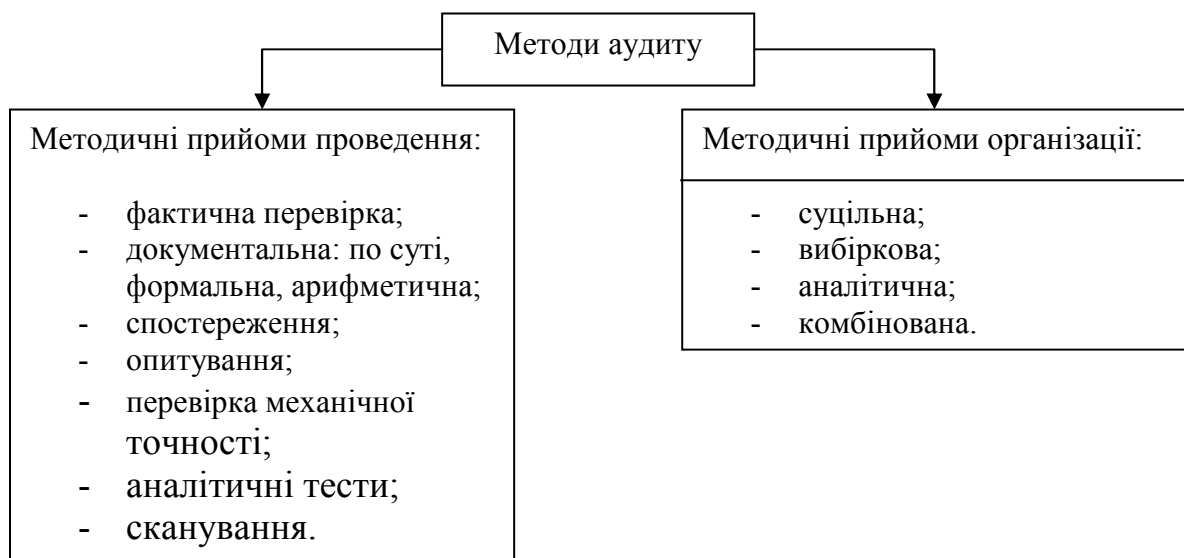 Методи аудиту
Методичні прийоми проведення:
- фактична перевірка;
- документальна: по суті,
формальна, арифметична;
- спостереження;
- опитування;
- перевірка механічної
точності;
- аналітичні тести;
- сканування.
Методичні прийоми організації:
- суцільна;
- вибіркова;
- аналітична;
- комбінована.